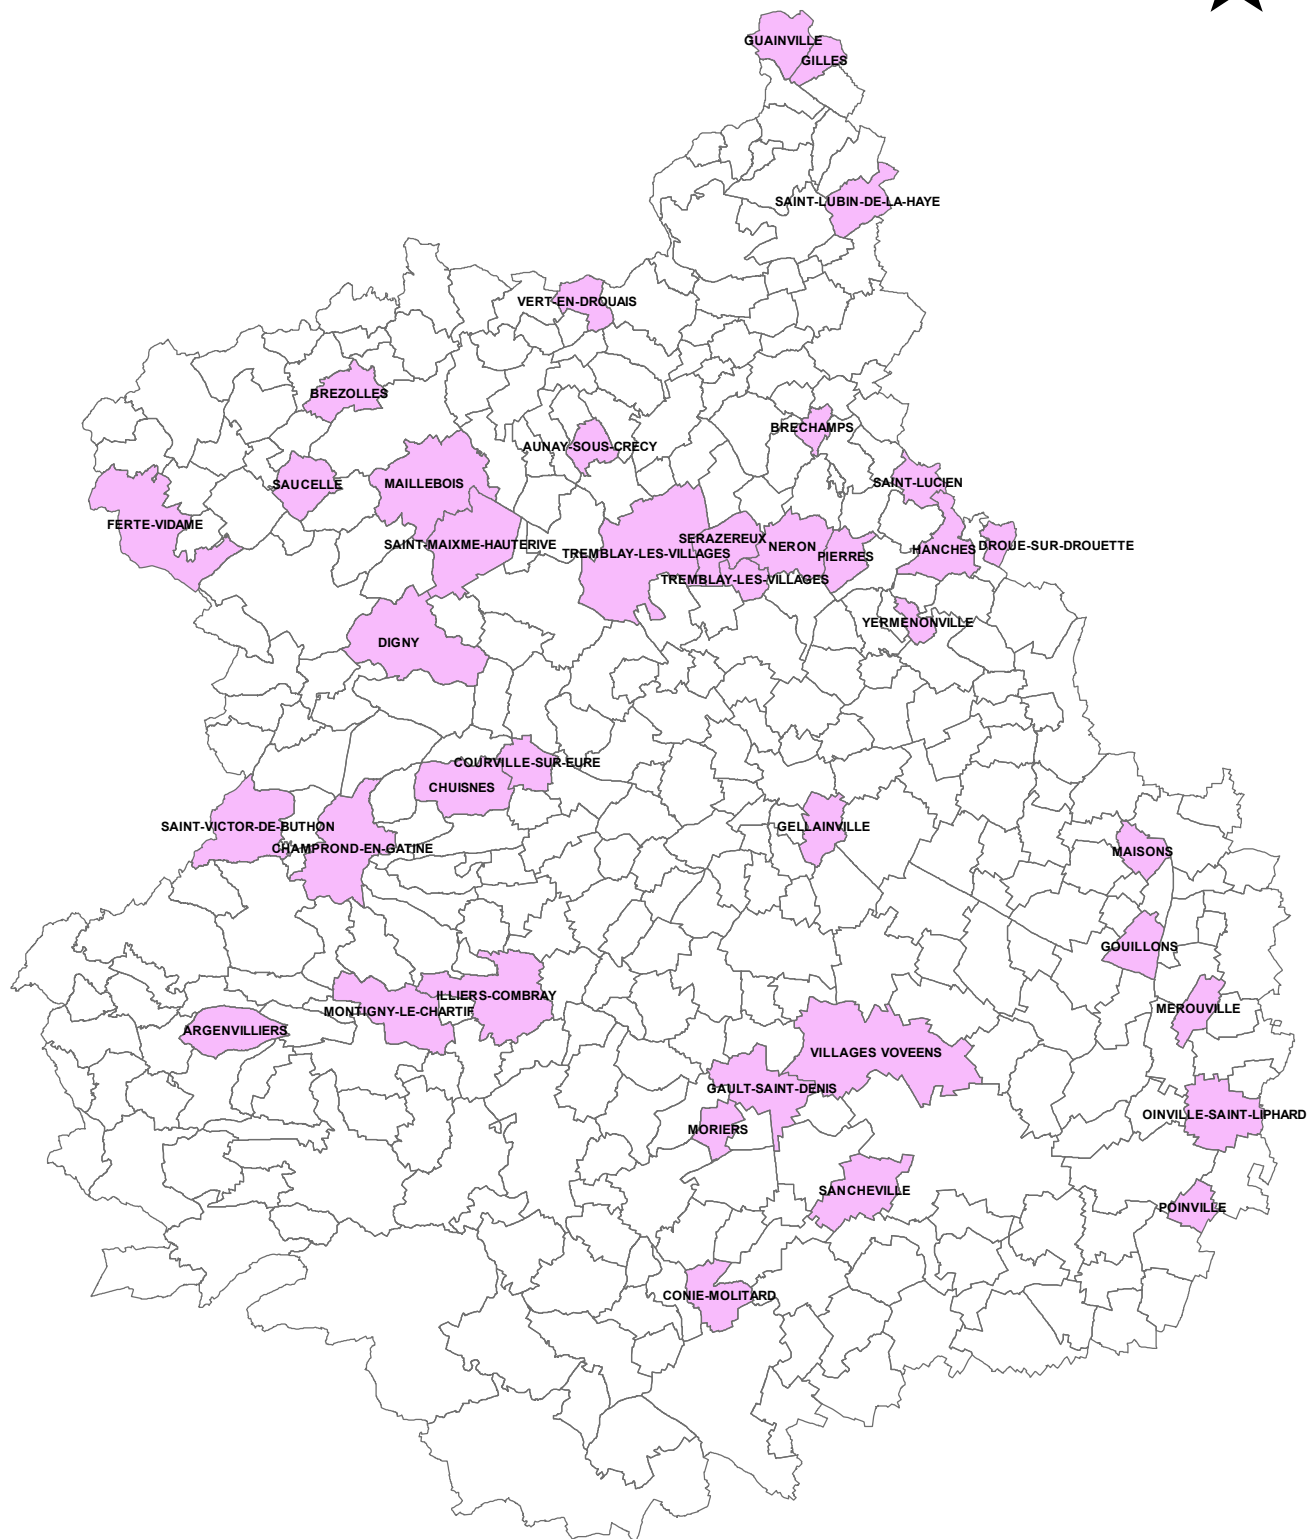 GUAINVILLE
GILLES
SAINT-LUBIN-DE-LA-HAYE
VERT-EN-DROUAIS
BREZOLLES
BRECHAMPS
AUNAY-SOUS-CRECY
SAINT-LUCIEN
SAUCELLE
MAILLEBOIS
FERTE-VIDAME
SERAZEREUX
SAINT-MAIXME-HAUTERIVE
NERON
DROUE-SUR-DROUETTE
HANCHES
TREMBLAY-LES-VILLAGES
PIERRES
TREMBLAY-LES-VILLAGES
YERMENONVILLE
DIGNY
COURVILLE-SUR-EURE
CHUISNES
SAINT-VICTOR-DE-BUTHON
GELLAINVILLE
CHAMPROND-EN-GATINE
MAISONS
GOUILLONS
ILLIERS-COMBRAY
MEROUVILLE
MONTIGNY-LE-CHARTIF
ARGENVILLIERS
VILLAGES VOVEENS
GAULT-SAINT-DENIS
OINVILLE-SAINT-LIPHARD
MORIERS
SANCHEVILLE
POINVILLE
CONIE-MOLITARD